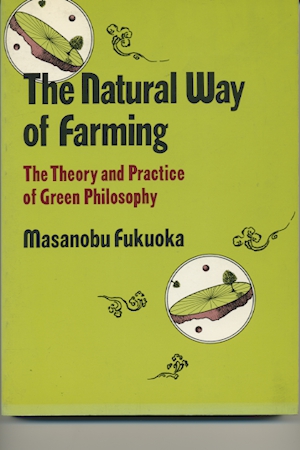 The Natural Way
of Farming
The Theory and Practice
of Green Philosophy
Masanobu Fukuoka